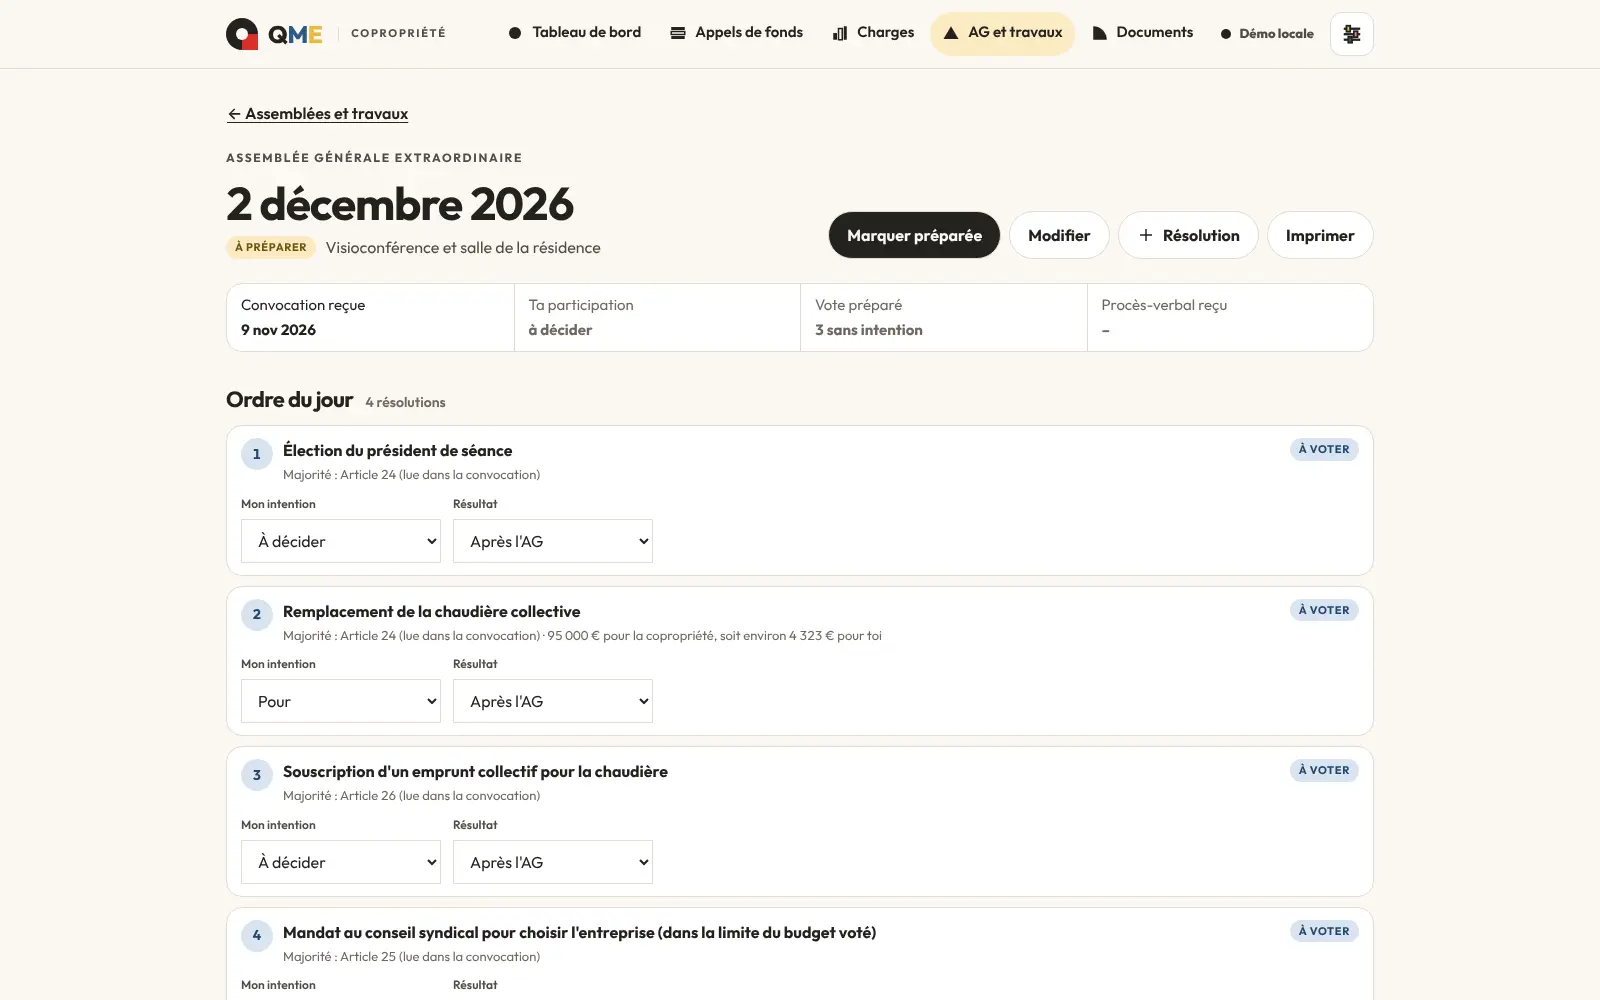 QME COPROPRIÉTÉ Tableau de bord Appels de fonds Charges AG et travaux Documents Démo locale
← Assemblées et travaux
ASSEMBLÉE GÉNÉRALE EXTRAORDINAIRE
2 décembre 2026
À PRÉPARER Visioconférence et salle de la résidence
Marquer préparée Modifier + Résolution Imprimer
Convocation reçue
9 nov 2026
Ta participation
à décider
Vote préparé
3 sans intention
Procès-verbal reçu
–
Ordre du jour 4 résolutions
1 Élection du président de séance À VOTER
Majorité : Article 24 (lue dans la convocation)
Mon intention Résultat
À décider Après l'AG
2 Remplacement de la chaudière collective À VOTER
Majorité : Article 24 (lue dans la convocation) · 95 000 € pour la copropriété, soit environ 4 323 € pour toi
Mon intention Résultat
Pour Après l'AG
3 Souscription d'un emprunt collectif pour la chaudière À VOTER
Majorité : Article 26 (lue dans la convocation)
Mon intention Résultat
À décider Après l'AG
4 Mandat au conseil syndical pour choisir l'entreprise (dans la limite du budget voté) À VOTER
Majorité : Article 25 (lue dans la convocation)
Mon intention Résultat